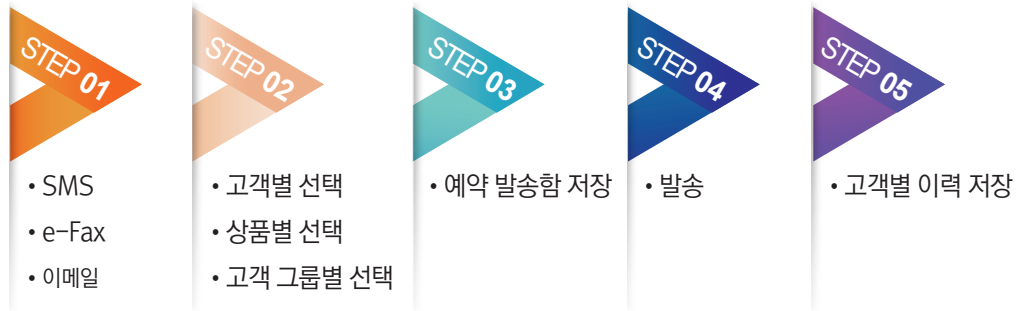 STEP 01
• SMS
• e-Fax
• 이메일
STEP 02
• 고객별 선택
• 상품별 선택
• 고객 그룹별 선택
STEP 03
• 예약 발송함 저장
STEP 04
• 발송
STEP 05
• 고객별 이력 저장